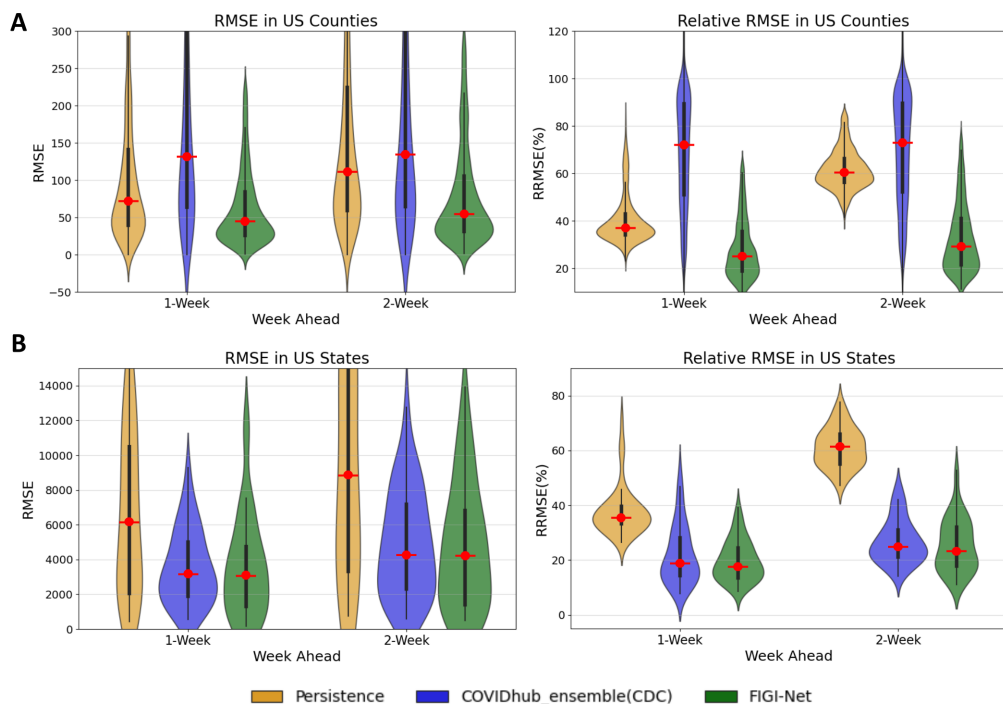 A
RMSE in US Counties
300
250
200
150
100
50
0
−50
RMSE
1-Week
2-Week
Week Ahead
Relative RMSE in US Counties
120
100
80
60
40
20
RRMSE(%)
1-Week
2-Week
Week Ahead
B
RMSE in US States
14000
12000
10000
8000
6000
4000
2000
0
RMSE
1-Week
2-Week
Week Ahead
Relative RMSE in US States
80
60
40
20
0
RRMSE(%)
1-Week
2-Week
Week Ahead
Persistence
COVIDhub_ensemble(CDC)
FIGI-Net